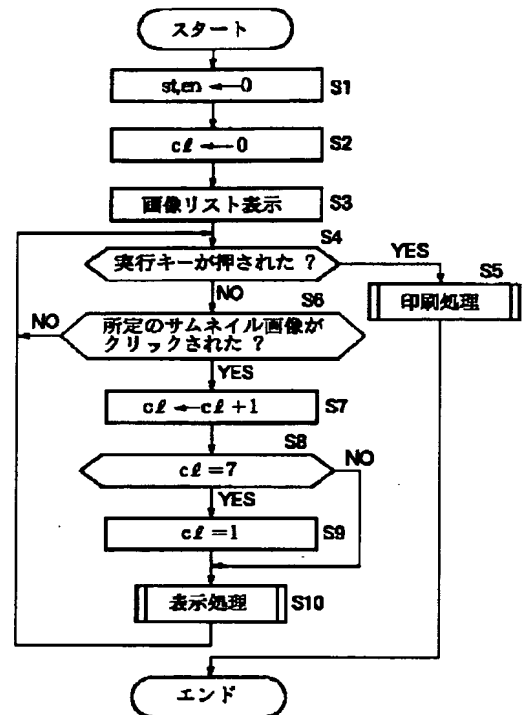 スタート
st,en ← 0
S1
cℓ ← 0
S2
画像リスト表示
S3
S4
実行キーが押された ?
YES
S5
印刷処理
NO
S6
NO
所定のサムネイル画像が
クリックされた ?
YES
cℓ ← cℓ + 1
S7
S8
cℓ = 7
NO
YES
cℓ = 1
S9
表示処理
S10
エンド